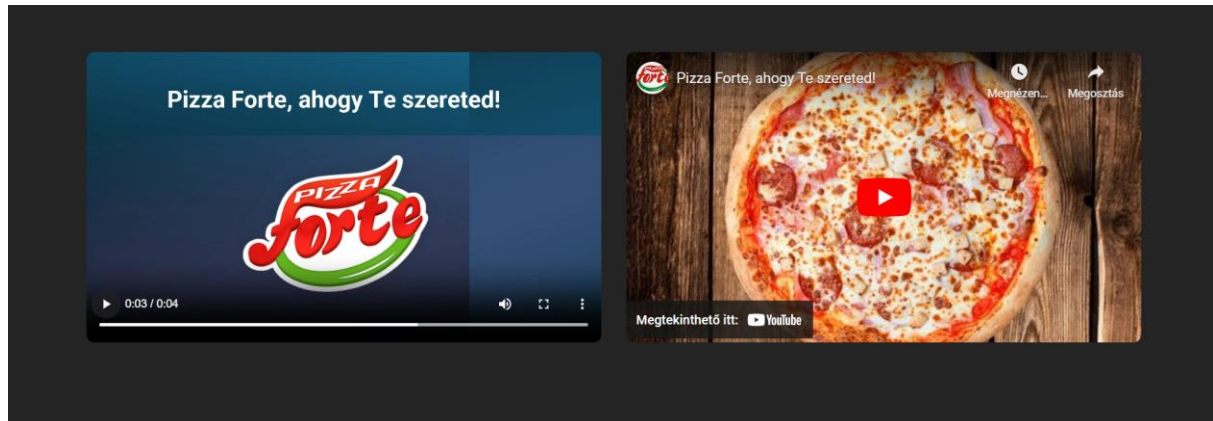 Pizza Forte, ahogy Te szereted!
PIZZA
forte
0:03 / 0:04
forte
Pizza Forte, ahogy Te szereted!
Megnézen...
Megosztás
Megtekinthető itt:
YouTube